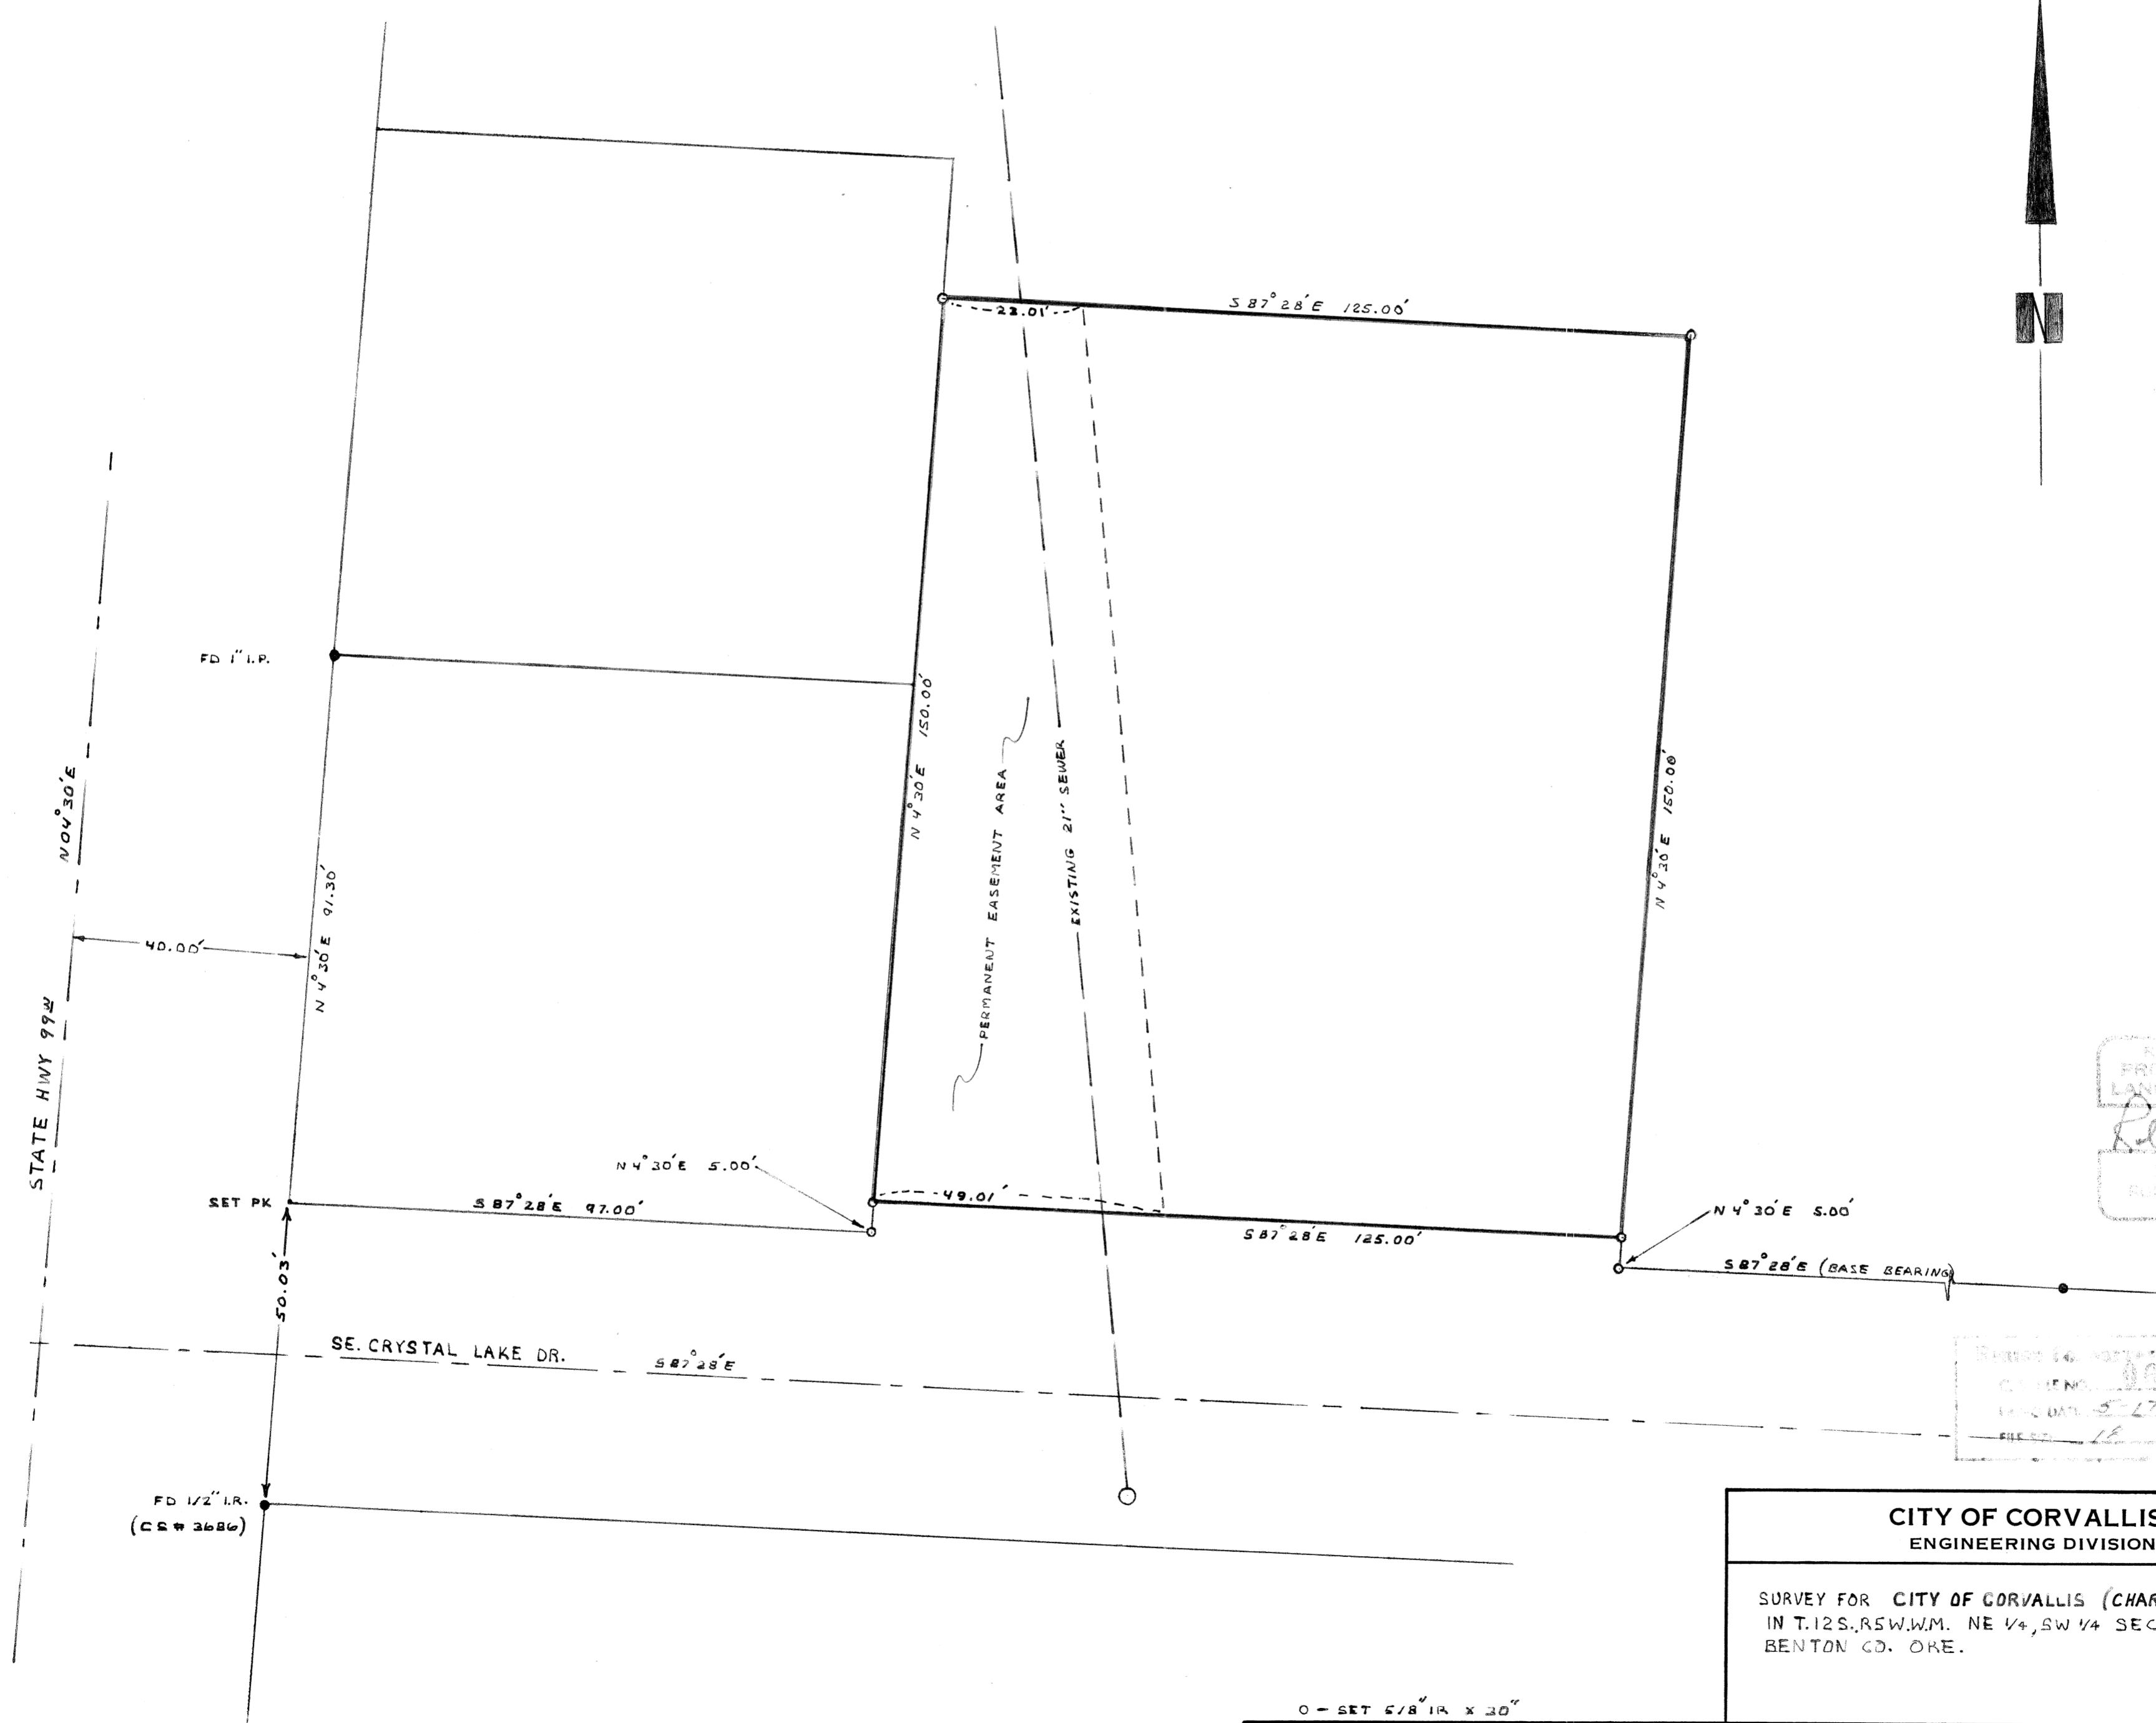 S 87° 28' E 125.00'
22.01'
N
FD 1" I.P.
N 4° 30' E 150.00'
N 4° 30' E 150.00'
N 04° 30' E
PERMANENT EASEMENT AREA
EXISTING 21" SEWER
N 4° 30' E 91.30'
40.00'
STATE HWY 99W
N 4° 30' E 5.00'
SET PK
S 87° 28' E 97.00'
49.01'
S 87° 28' E 125.00'
N 4° 30' E 5.00'
S 87° 28' E (BASE BEARING)
50.03'
SE. CRYSTAL LAKE DR. S 87° 28' E
FD 1/2" I.R.
(CS # 3686)
CITY OF CORVALLIS
ENGINEERING DIVISION
SURVEY FOR CITY OF CORVALLIS (CHAR
IN T.12S.,R5W.W.M. NE 1/4, SW 1/4 SEC
BENTON CO. ORE.
O - SET 5/8" IR x 30"